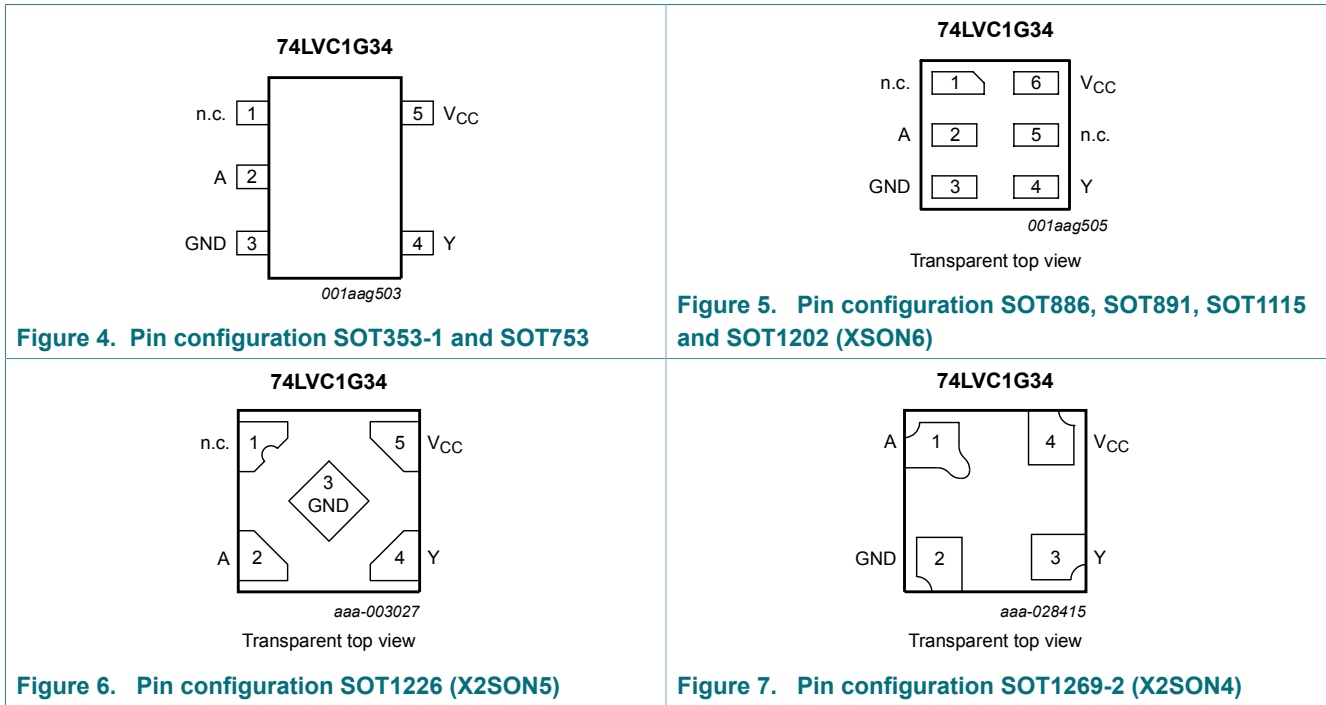 74LVC1G34
n.c. 1 5 VCC
A 2
GND 3 4 Y
001aag503
Figure 4. Pin configuration SOT353-1 and SOT753
74LVC1G34
n.c. 1 6 VCC
A 2 5 n.c.
GND 3 4 Y
001aag505
Transparent top view
Figure 5. Pin configuration SOT886, SOT891, SOT1115
and SOT1202 (XSON6)
74LVC1G34
n.c. 1 5 VCC
3
GND
A 2 4 Y
aaa-003027
Transparent top view
Figure 6. Pin configuration SOT1226 (X2SON5)
74LVC1G34
A 1 4 VCC
GND 2 3 Y
aaa-028415
Transparent top view
Figure 7. Pin configuration SOT1269-2 (X2SON4)